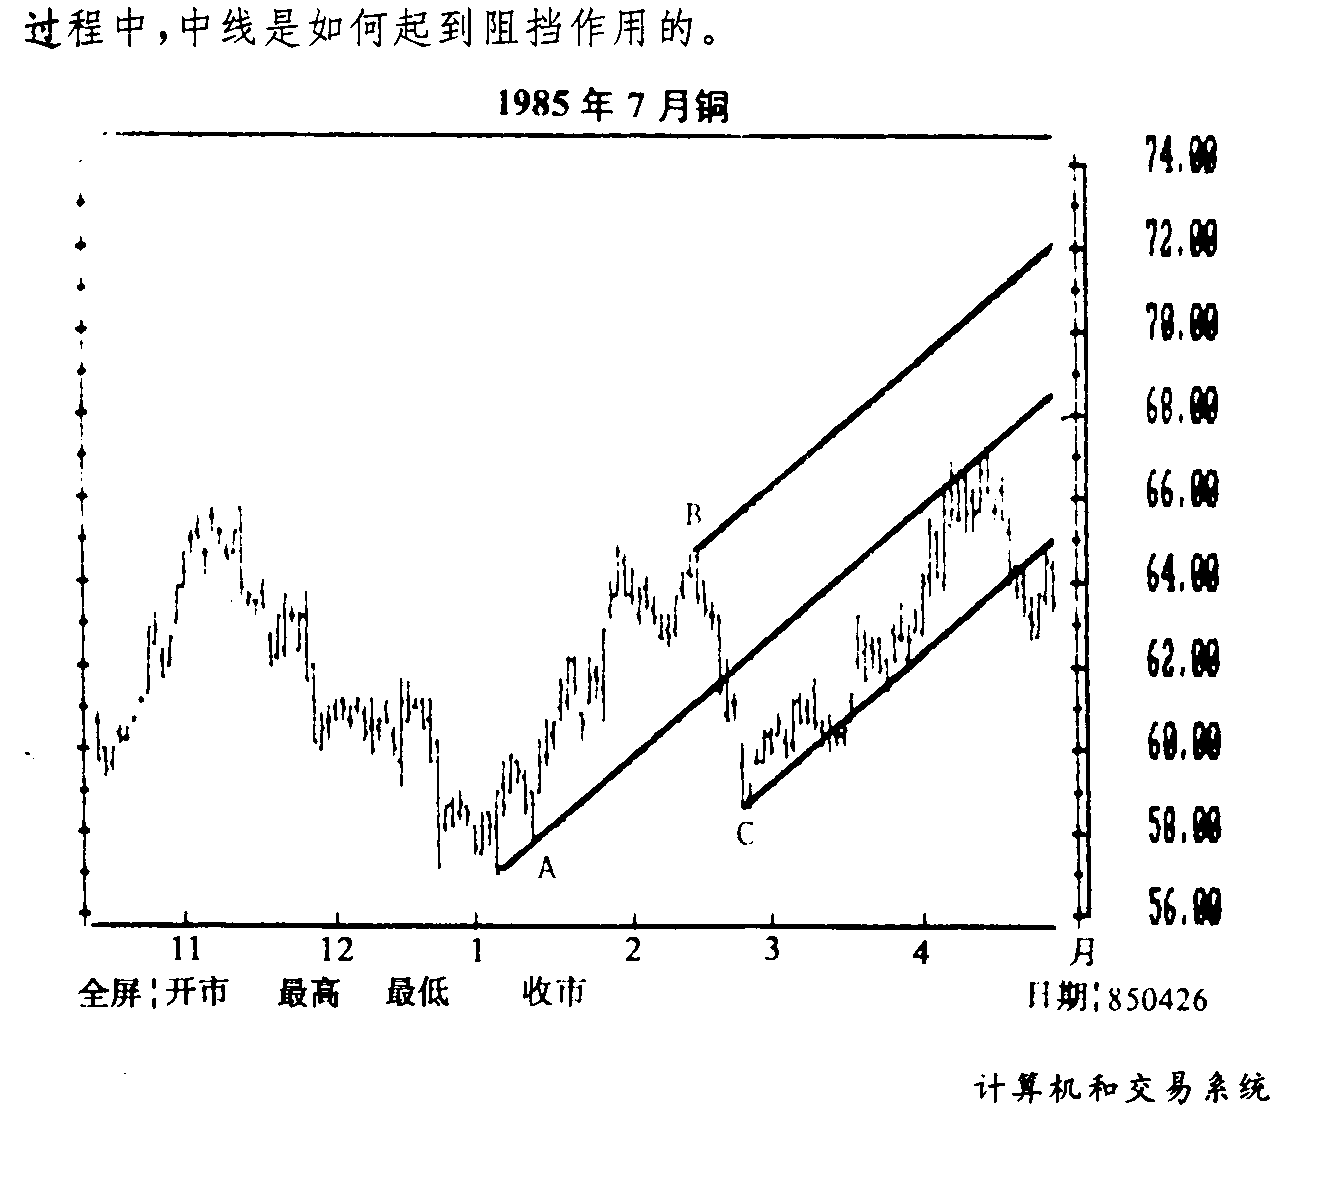 过程中，中线是如何起到阻挡作用的。
1985年7月铜
74.00
72.00
70.00
68.00
66.00
64.00
62.00
60.00
58.00
56.00
B
A
C
11 12 1 2 3 4 月
全屏¦开市 最高 最低 收市 日期¦850426
计算机和交易系统